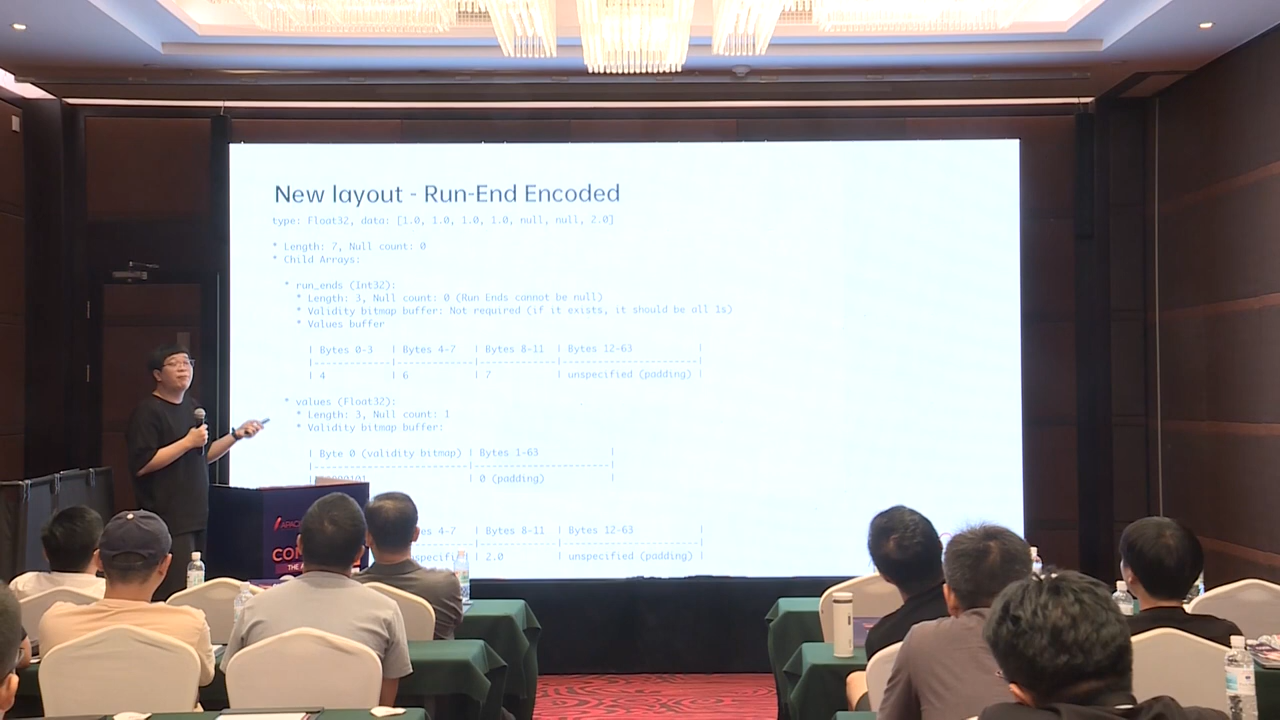 New layout - Run-End Encoded
type: Float32, data: [1.0, 1.0, 1.0, 1.0, null, null, 2.0]
* Length: 7, Null count: 0
* Child Arrays:
* run_ends (Int32):
* Length: 3, Null count: 0 (Run Ends cannot be null)
* Validity bitmap buffer: Not required (if it exists, it should be all 1s)
* Values buffer
| Bytes 0-3 | Bytes 4-7 | Bytes 8-11 | Bytes 12-63 |
|-------------|-------------|-------------|-----------------------|
| 4 | 6 | 7 | unspecified (padding) |
* values (Float32):
* Length: 3, Null count: 1
* Validity bitmap buffer:
| Byte 0 (validity bitmap) | Bytes 1-63 |
|--------------------------|-----------------------|
| 0 (padding) |
4-7 | Bytes 8-11 | Bytes 12-63 |
| 2.0 | unspecified (padding) |